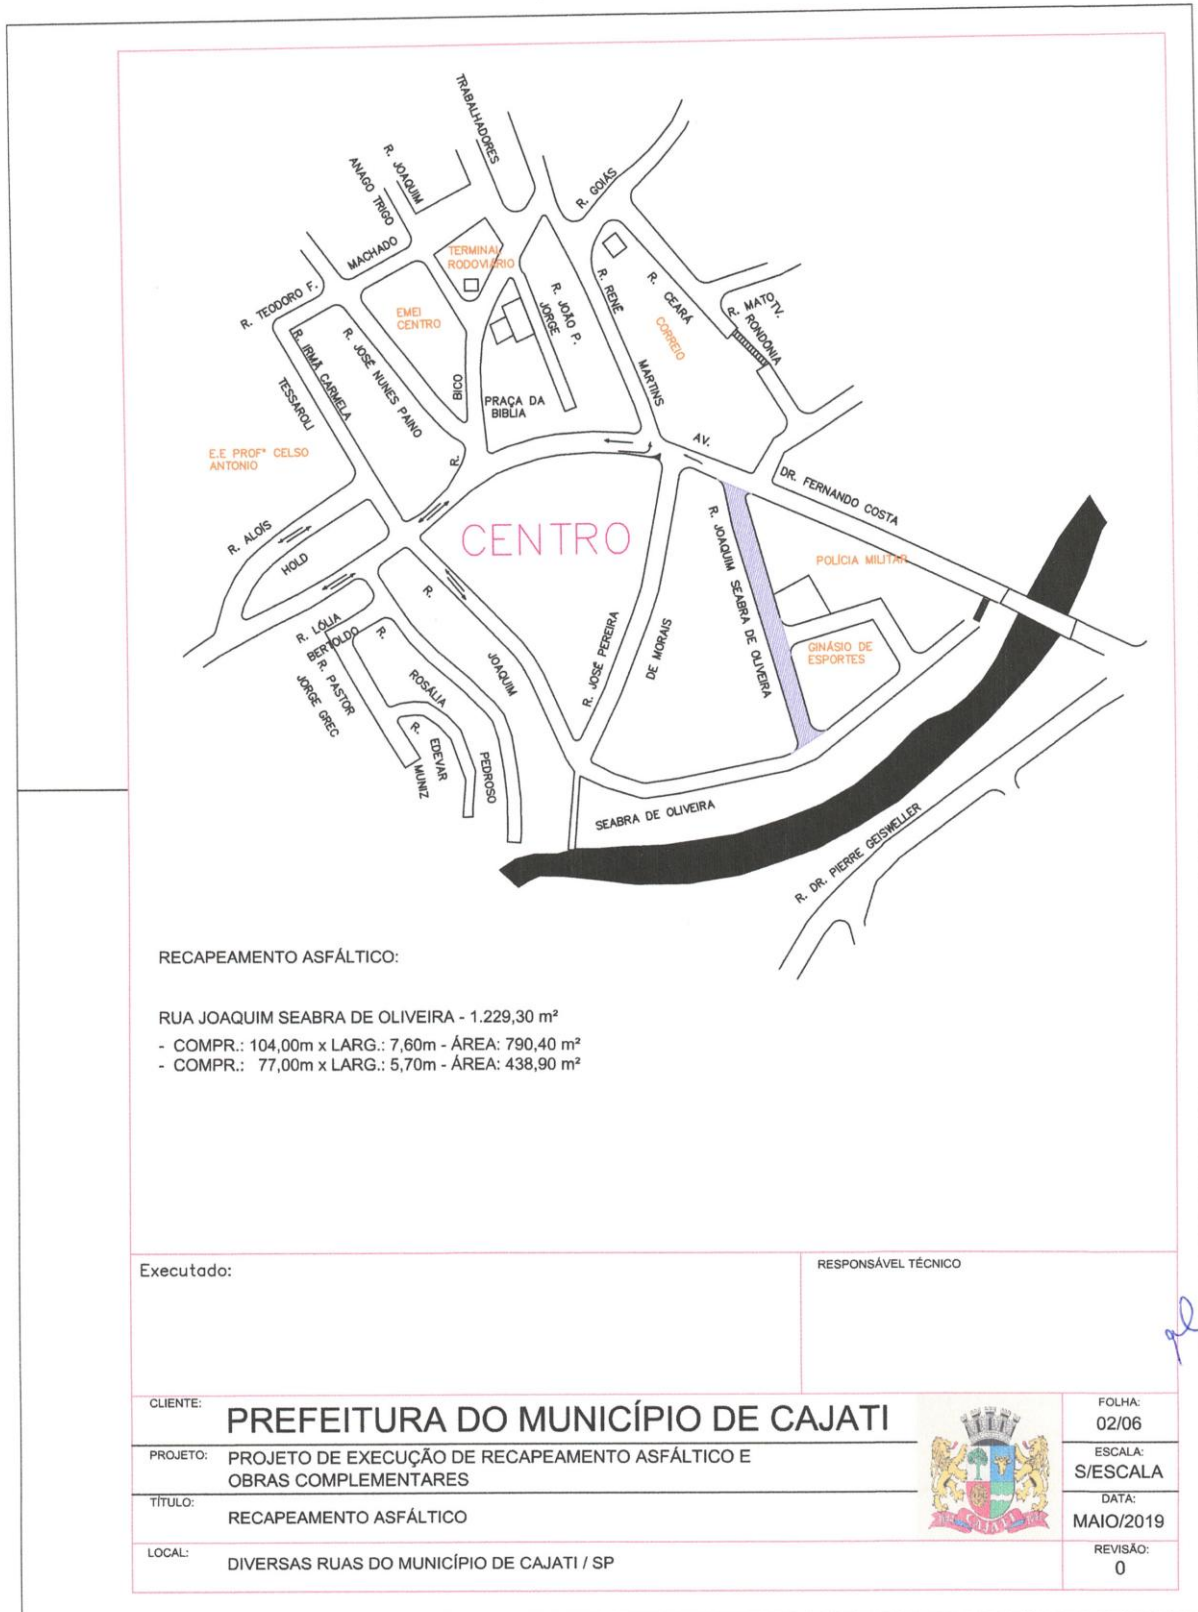 TRABALHADORES
R. JOAQUIM
ANAGO TRIGO
R. GOIÁS
MACHADO
TERMINAL
RODOVIÁRIO
R. TEODORO F.
EMEI
CENTRO
R. JOÃO P.
JORGE
R. RENÊ
R. CEARÁ
R. MATO
TV.
RONDÔNIA
CORREIO
R. IRMÃ CARMELA
R. JOSÉ NUNES PAINO
TESSAROLI
BICO
PRAÇA DA
BIBLIA
MARTINS
AV.
E.E PROFº CELSO
ANTONIO
R.
DR. FERNANDO COSTA
R. ALOÍS
HOLD
CENTRO
R. JOAQUIM SEABRA DE OLIVEIRA
POLÍCIA MILITAR
R.
R. LÓLIA
BERTOLDO
R.
R. PASTOR
JORGE GREC
ROSÁLIA
JOAQUIM
R. JOSÉ PEREIRA
DE MORAIS
GINÁSIO DE
ESPORTES
R.
EDEVAR
MUNIZ
PEDROSO
SEABRA DE OLIVEIRA
R. DR. PIERRE GEISWELLER
RECAPEAMENTO ASFÁLTICO:
RUA JOAQUIM SEABRA DE OLIVEIRA - 1.229,30 m²
- COMPR.: 104,00m x LARG.: 7,60m - ÁREA: 790,40 m²
- COMPR.: 77,00m x LARG.: 5,70m - ÁREA: 438,90 m²
Executado:
RESPONSÁVEL TÉCNICO
CLIENTE:
PREFEITURA DO MUNICÍPIO DE CAJATI
PROJETO:
PROJETO DE EXECUÇÃO DE RECAPEAMENTO ASFÁLTICO E
OBRAS COMPLEMENTARES
TÍTULO:
RECAPEAMENTO ASFÁLTICO
LOCAL:
DIVERSAS RUAS DO MUNICÍPIO DE CAJATI / SP
CAJATI
FOLHA:
02/06
ESCALA:
S/ESCALA
DATA:
MAIO/2019
REVISÃO:
0